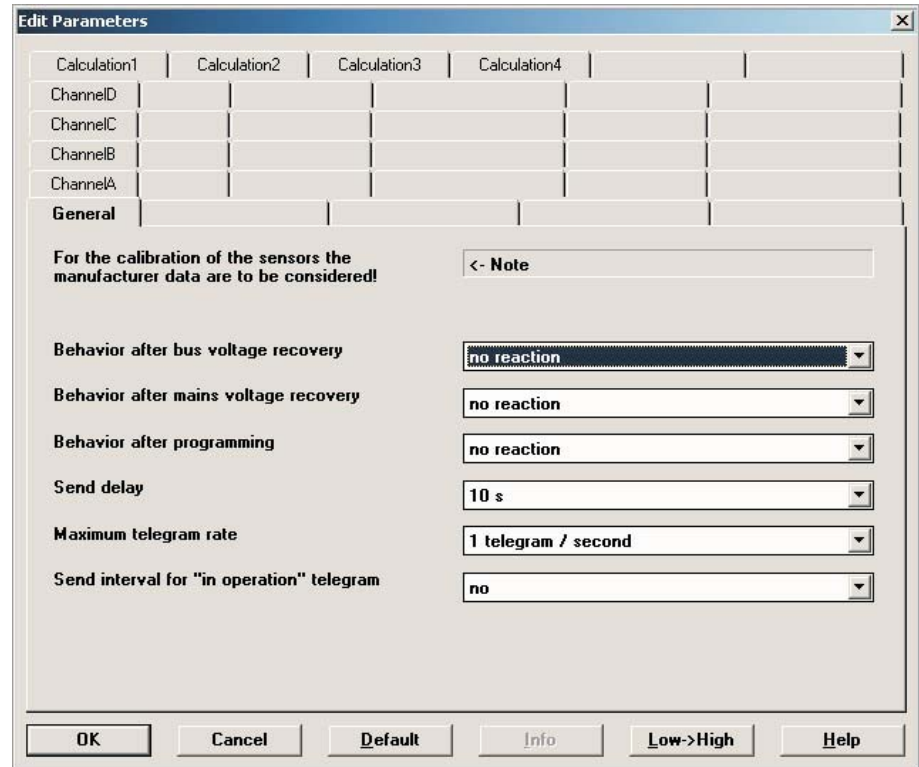 Edit Parameters
Calculation1 Calculation2 Calculation3 Calculation4
ChannelD
ChannelC
ChannelB
ChannelA
General
For the calibration of the sensors the
manufacturer data are to be considered!
<- Note
Behavior after bus voltage recovery
no reaction
Behavior after mains voltage recovery
no reaction
Behavior after programming
no reaction
Send delay
10 s
Maximum telegram rate
1 telegram / second
Send interval for "in operation" telegram
no
OK Cancel Default Info Low->High Help